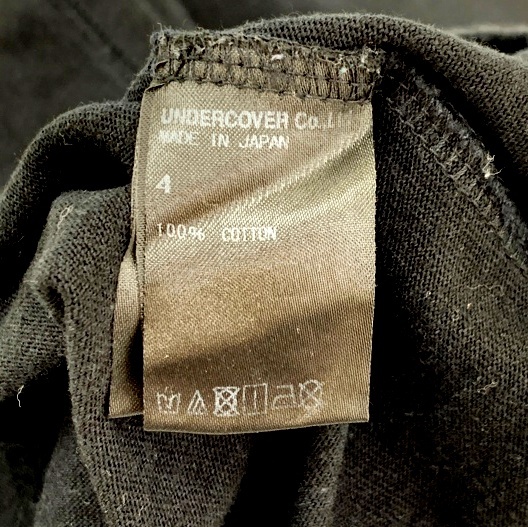 UNDERCOVER Co.,Ltd
MADE IN JAPAN
4
100% COTTON